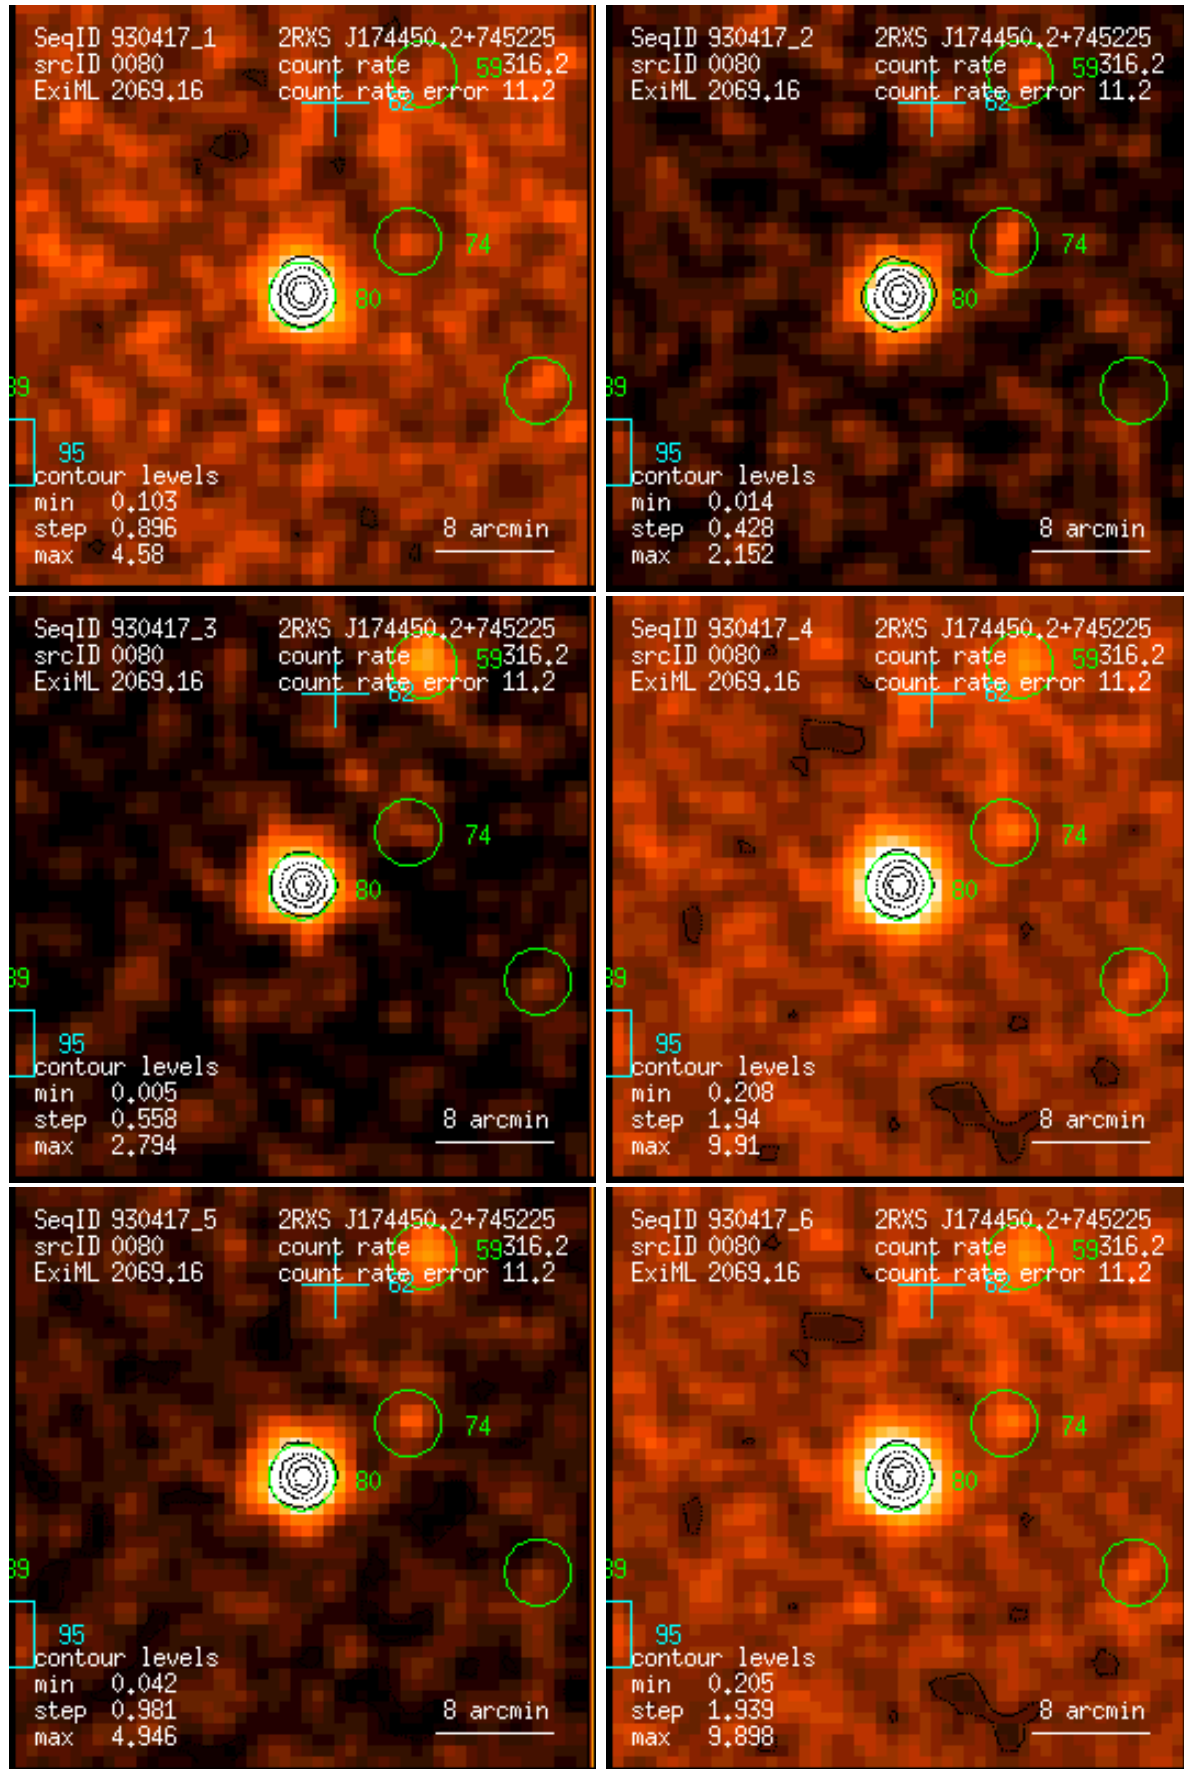 SeqID 930417_1 2RXS J174450.2+745225
srcID 0080 count rate 59 316.2
ExiML 2069.16 count rate error 11.2
62
74
80
39
95
contour levels
min 0.103
step 0.896 8 arcmin
max 4.58
SeqID 930417_2 2RXS J174450.2+745225
srcID 0080 count rate 59 316.2
ExiML 2069.16 count rate error 11.2
62
74
80
39
95
contour levels
min 0.014
step 0.428 8 arcmin
max 2.152
SeqID 930417_3 2RXS J174450.2+745225
srcID 0080 count rate 59 316.2
ExiML 2069.16 count rate error 11.2
62
74
80
39
95
contour levels
min 0.005
step 0.558 8 arcmin
max 2.794
SeqID 930417_4 2RXS J174450.2+745225
srcID 0080 count rate 59 316.2
ExiML 2069.16 count rate error 11.2
62
74
80
39
95
contour levels
min 0.208
step 1.94 8 arcmin
max 9.91
SeqID 930417_5 2RXS J174450.2+745225
srcID 0080 count rate 59 316.2
ExiML 2069.16 count rate error 11.2
62
74
80
39
95
contour levels
min 0.042
step 0.981 8 arcmin
max 4.946
SeqID 930417_6 2RXS J174450.2+745225
srcID 0080 count rate 59 316.2
ExiML 2069.16 count rate error 11.2
62
74
80
39
95
contour levels
min 0.205
step 1.939 8 arcmin
max 9.898